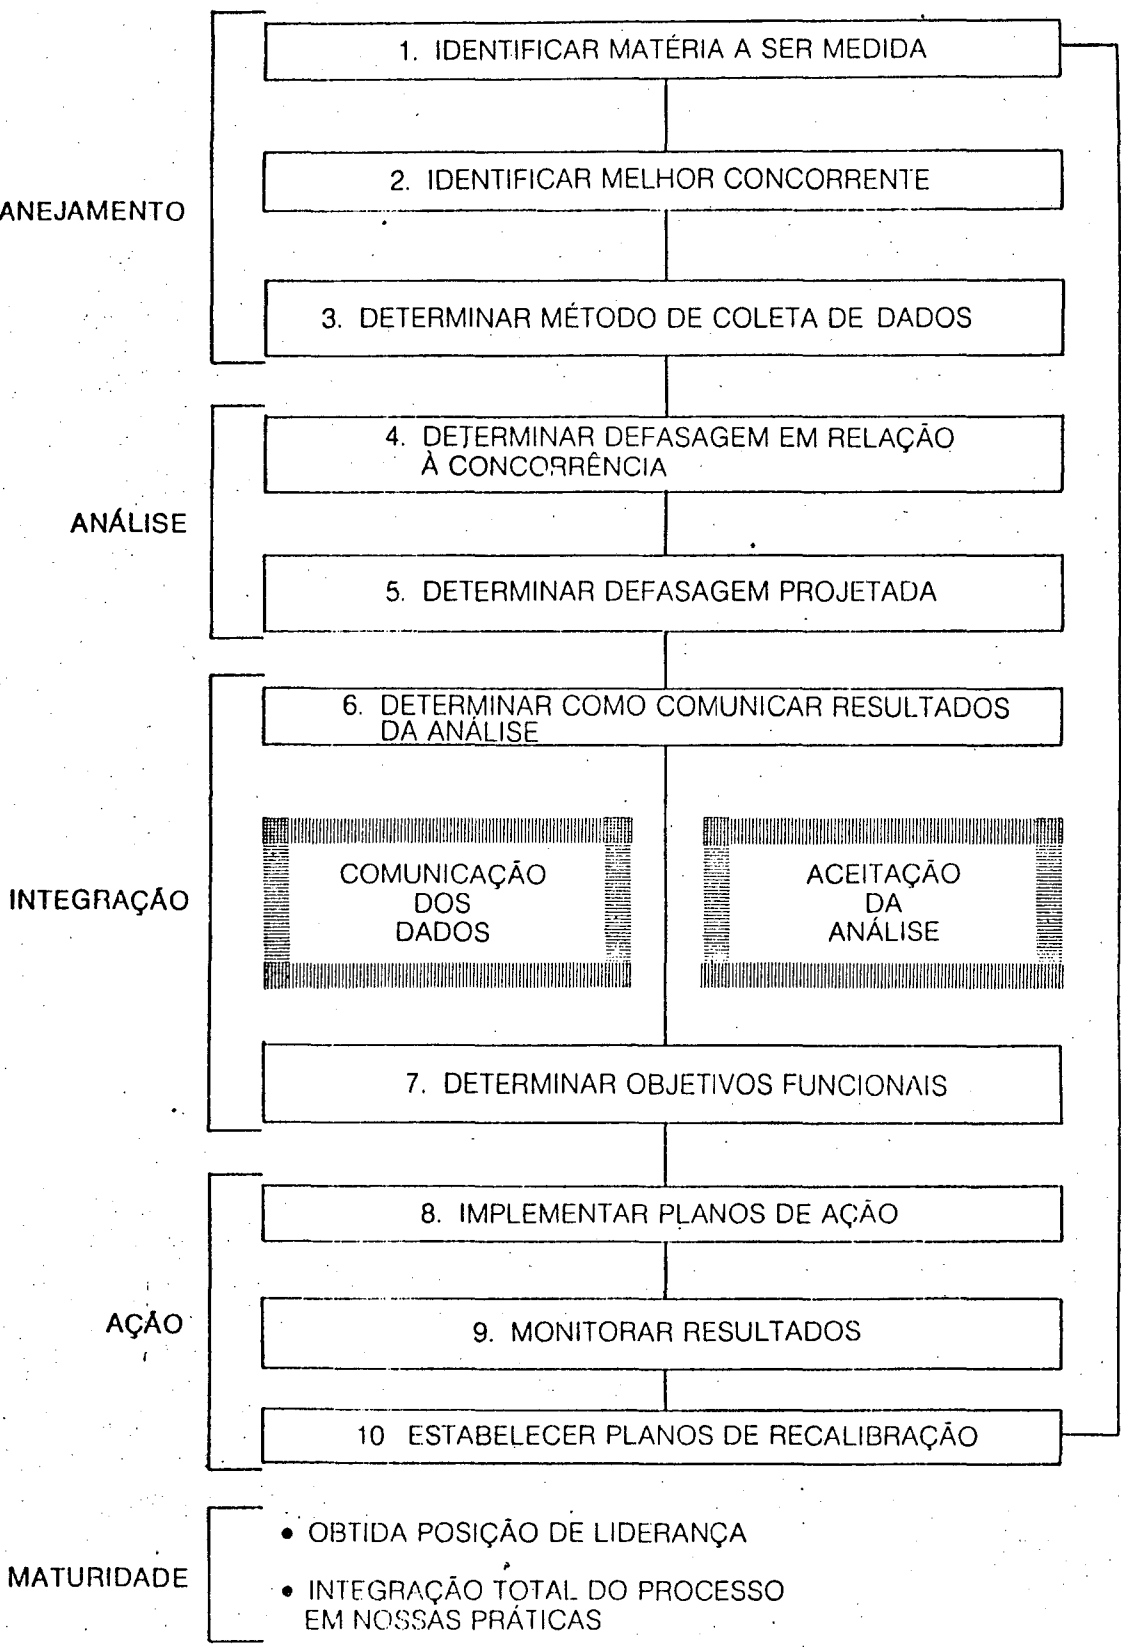 1. IDENTIFICAR MATÉRIA A SER MEDIDA
2. IDENTIFICAR MELHOR CONCORRENTE
ANEJAMENTO
3. DETERMINAR MÉTODO DE COLETA DE DADOS
4. DETERMINAR DEFASAGEM EM RELAÇÃO
À CONCORRÊNCIA
ANÁLISE
5. DETERMINAR DEFASAGEM PROJETADA
6. DETERMINAR COMO COMUNICAR RESULTADOS
DA ANÁLISE
INTEGRAÇÃO
COMUNICAÇÃO
DOS
DADOS
ACEITAÇÃO
DA
ANÁLISE
7. DETERMINAR OBJETIVOS FUNCIONAIS
8. IMPLEMENTAR PLANOS DE AÇÃO
AÇÃO
9. MONITORAR RESULTADOS
10 ESTABELECER PLANOS DE RECALIBRAÇÃO
MATURIDADE
• OBTIDA POSIÇÃO DE LIDERANÇA
• INTEGRAÇÃO TOTAL DO PROCESSO
EM NOSSAS PRÁTICAS